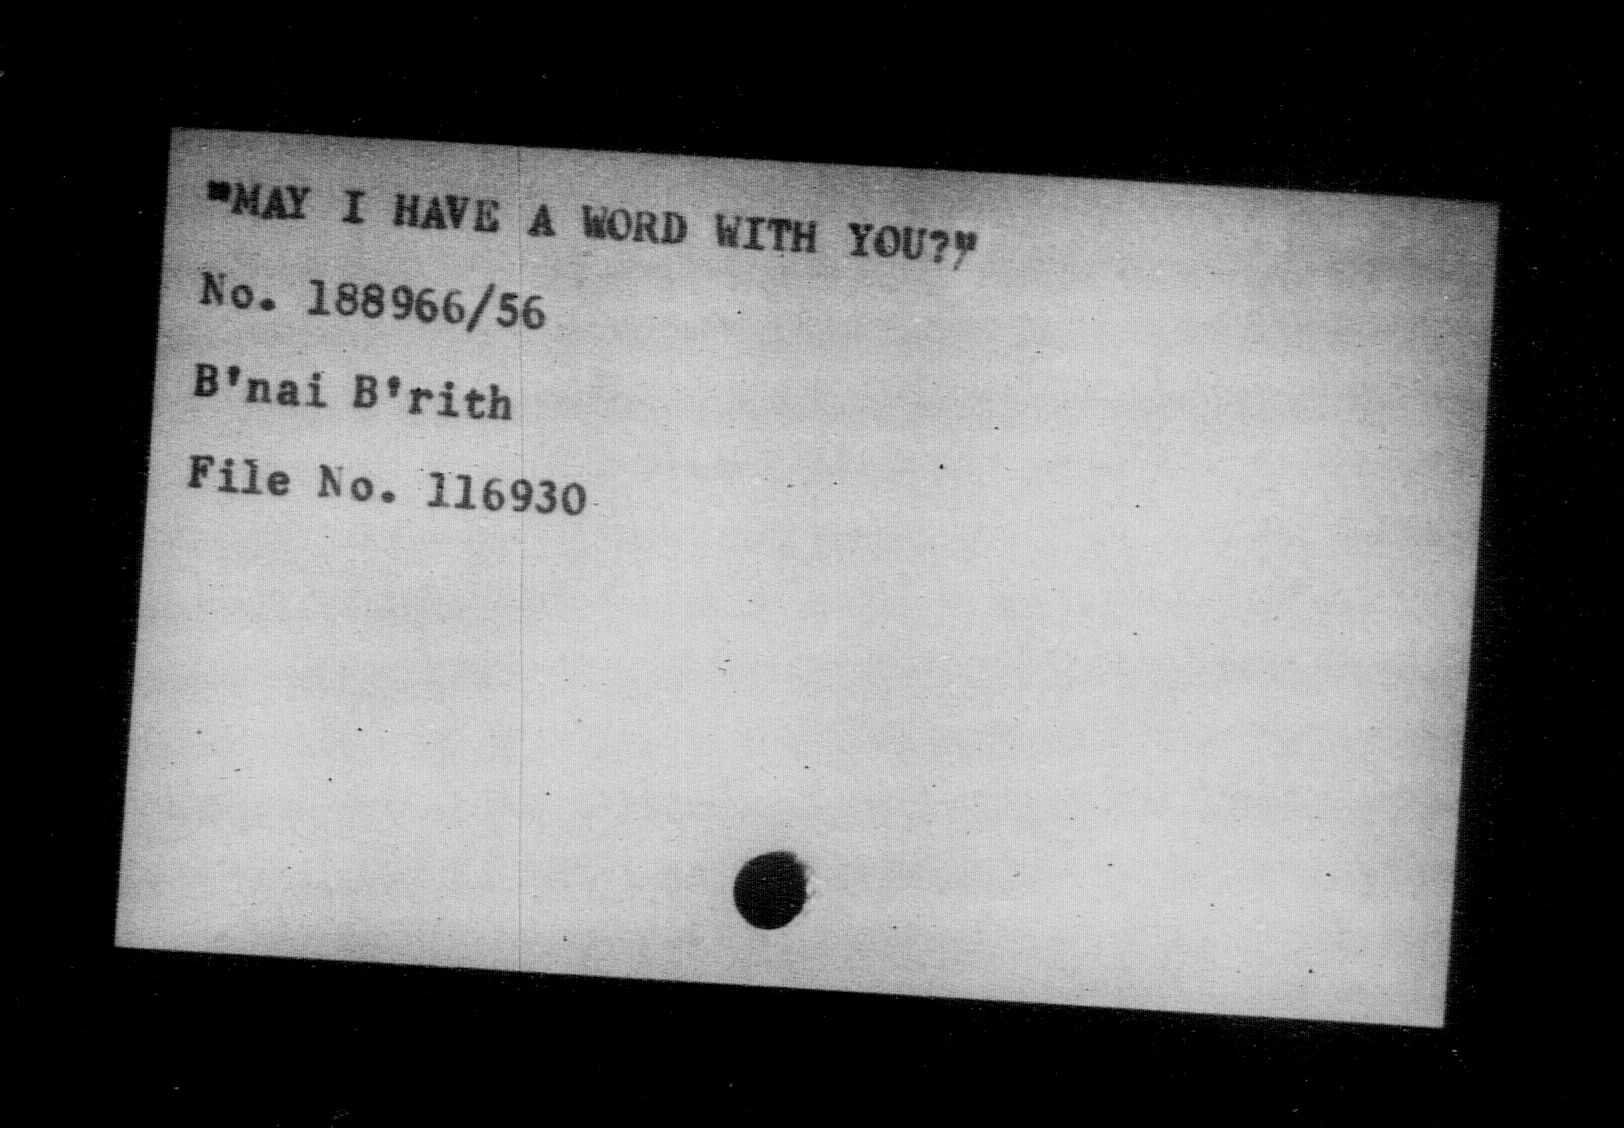 "MAY I HAVE A WORD WITH YOU?"
No. 188966/56
B'nai B'rith
File No. 116930